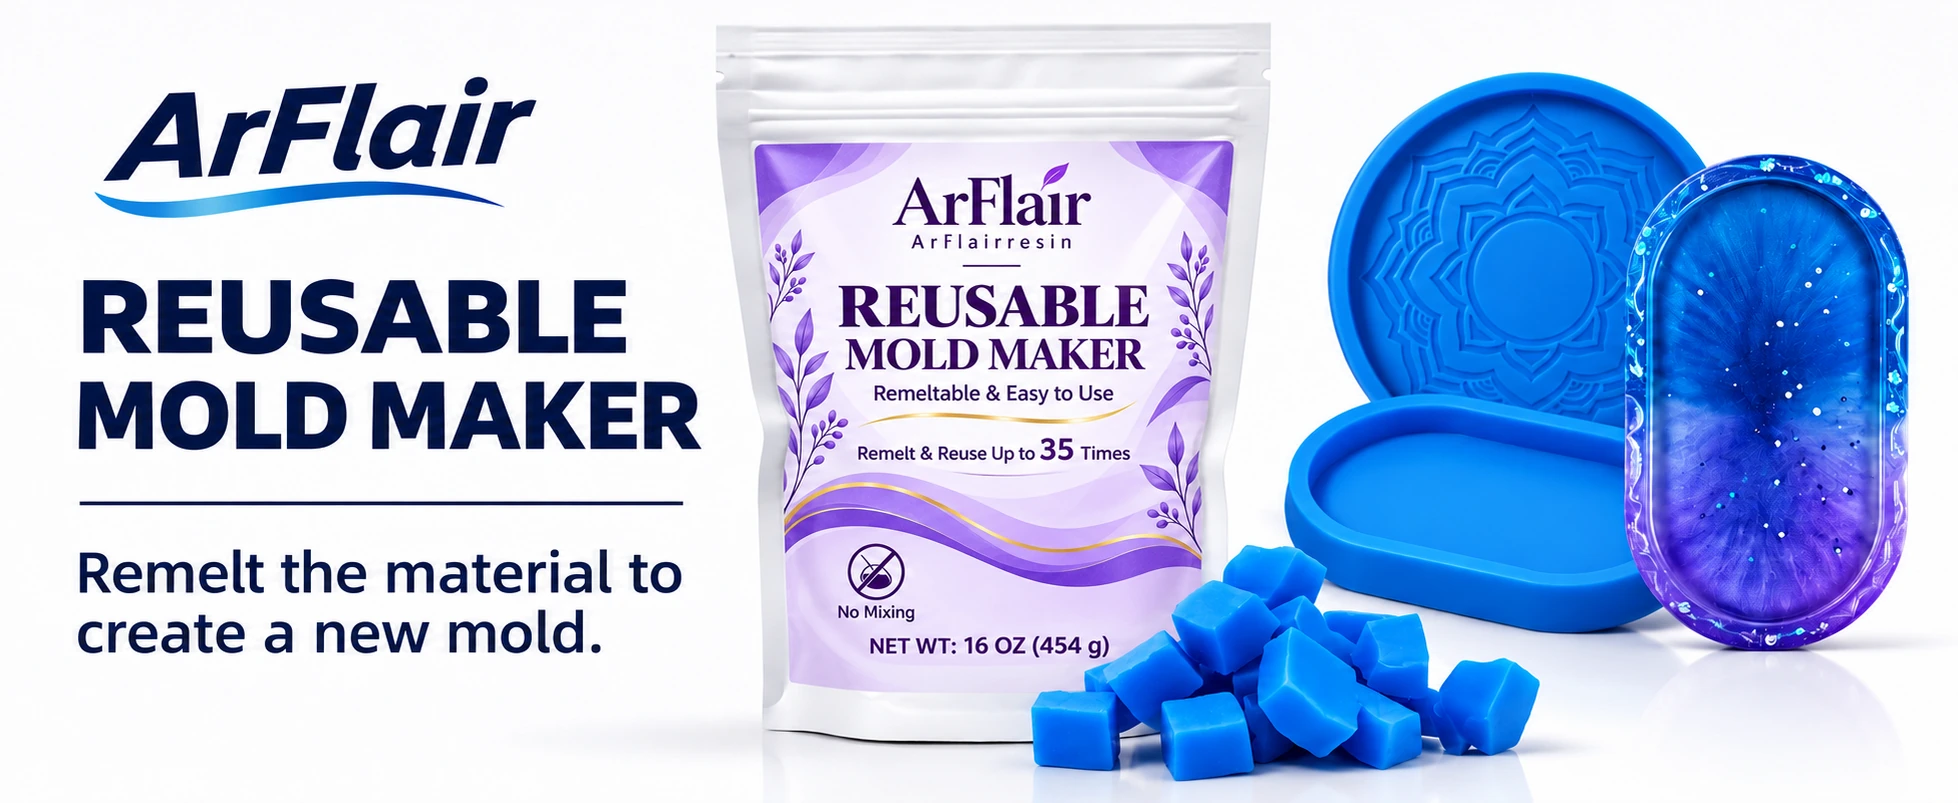 ArFlair
REUSABLE
MOLD MAKER
Remelt the material to
create a new mold.
ArFlair
ArFlairresin
REUSABLE
MOLD MAKER
Remeltable & Easy to Use
Remelt & Reuse Up to 35 Times
No Mixing
NET WT: 16 OZ (454 g)